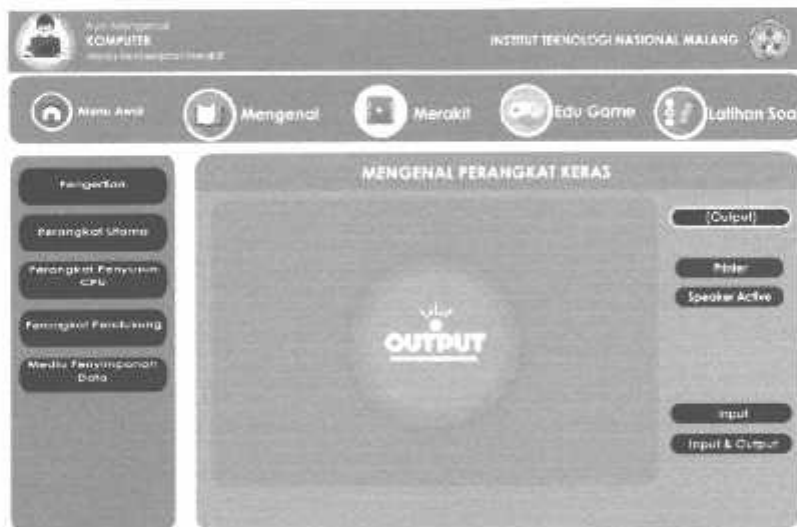 KOMPUTER
INSTITUT TEKNOLOGI NASIONAL MALANG
Menu Awal
Mengenal
Merakit
Edu Game
Latihan Soa
MENGENAL PERANGKAT KERAS
Pengertian
Perangkat Utama
Perangkat Penyusun
CPU
Perangkat Pendukung
Media Penyimpanan
Data
OUTPUT
(Output)
Printer
Speaker Active
Input
Input & Output